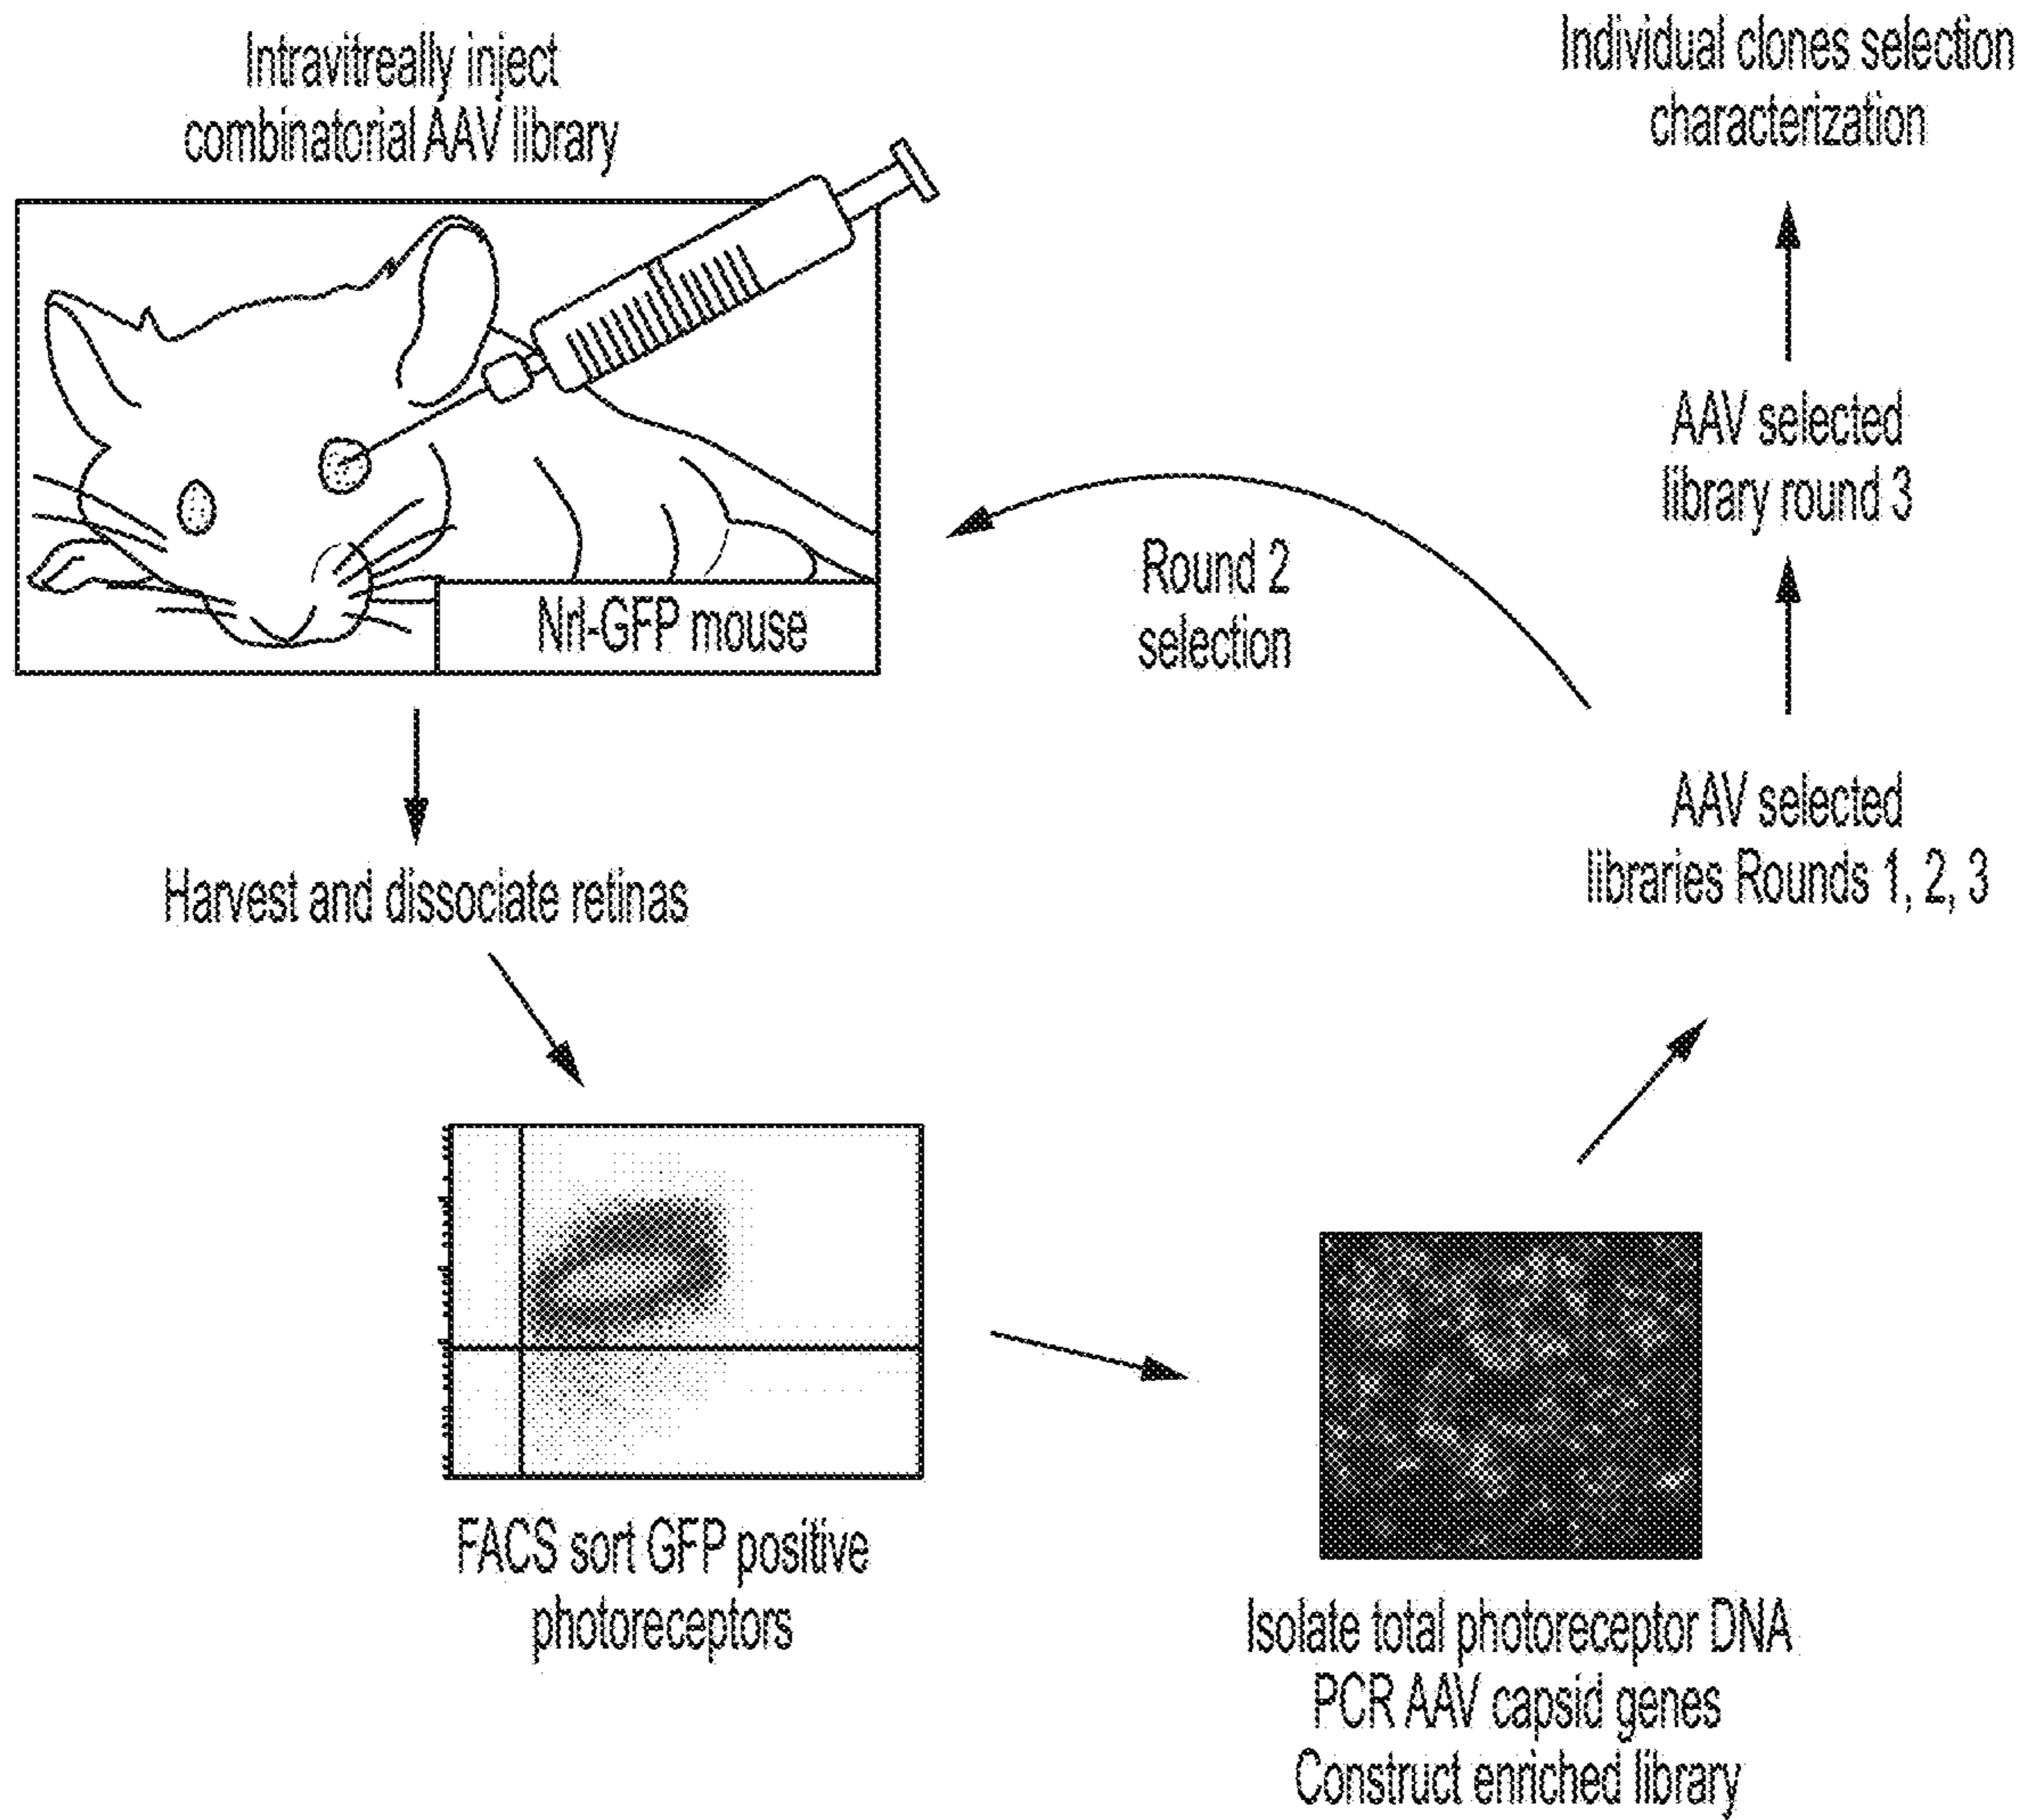 Intravitreally inject
combinatorial AAV library
Nrl-GFP mouse
Harvest and dissociate retinas
FACS sort GFP positive
photoreceptors
Isolate total photoreceptor DNA
PCR AAV capsid genes
Construct enriched library
AAV selected
libraries Rounds 1, 2, 3
Round 2
selection
AAV selected
library round 3
Individual clones selection
characterization